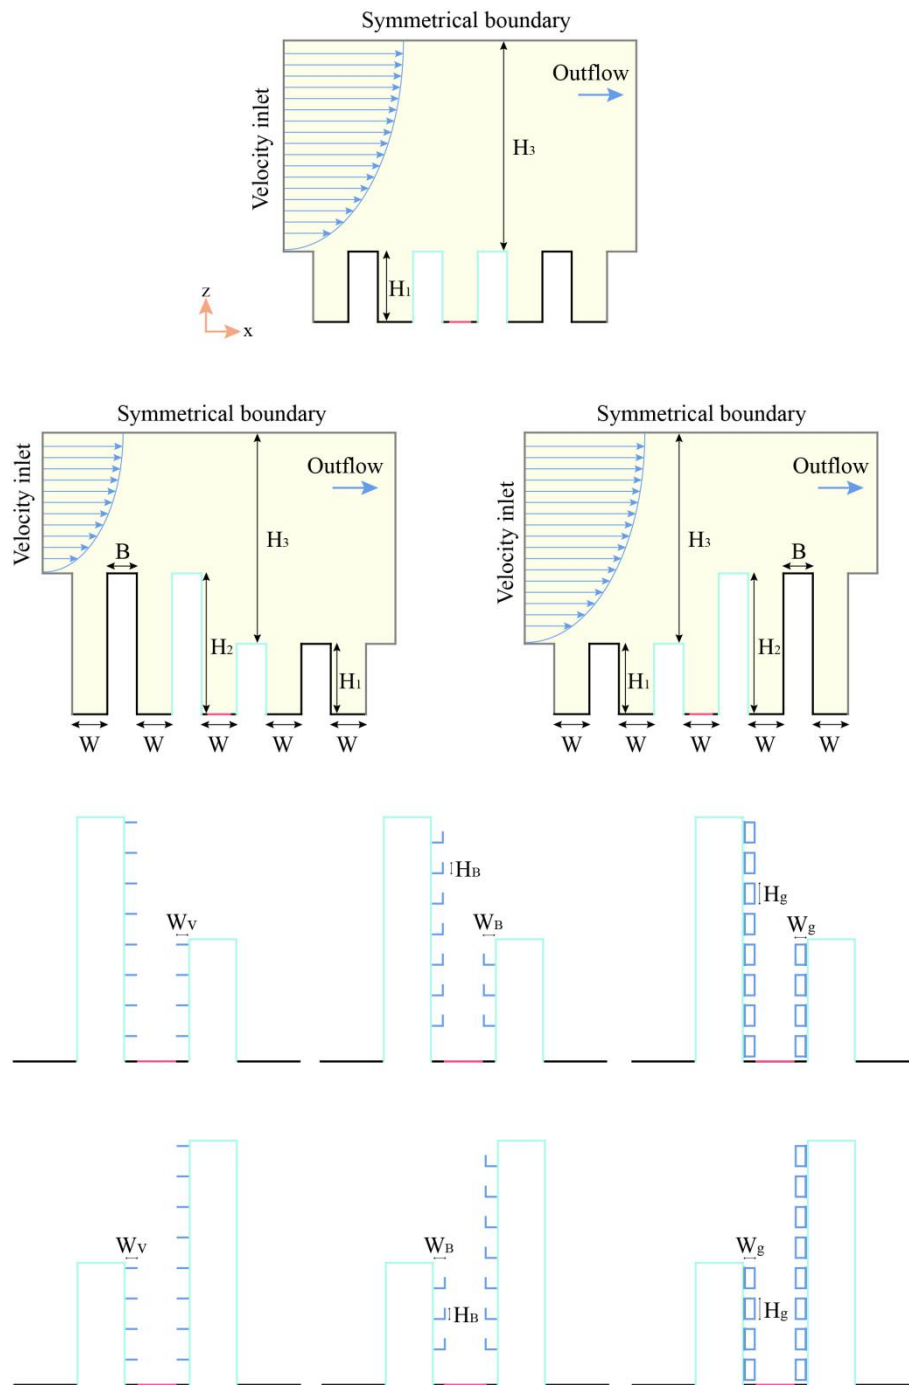 Symmetrical boundary
Velocity inlet
Outflow
H3
H1
z
x
Symmetrical boundary
Velocity inlet
Outflow
B
H3
H2
H1
W
W
W
W
W
Symmetrical boundary
Velocity inlet
Outflow
B
H3
H2
H1
W
W
W
W
W
WV
HB
WB
Hg
Wg
WV
WB
HB
Wg
Hg